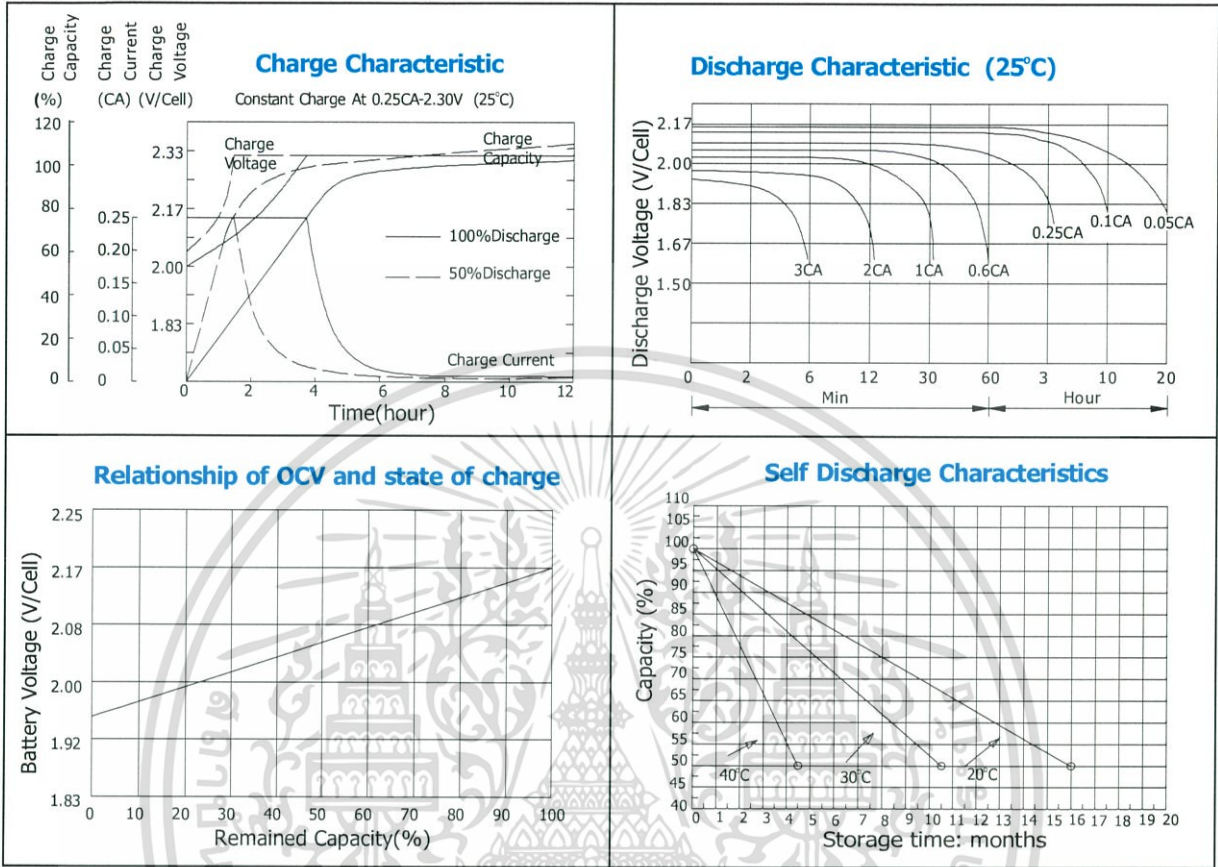 Charge Characteristic
Charge Capacity
Charge Current
Charge Voltage
(%) (CA) (V/Cell)
Constant Charge At 0.25CA-2.30V (25°C)
120
100
80
60
40
20
0
0.25
0.20
0.15
0.10
0.05
0
2.33
2.17
2.00
1.83
Charge Voltage
Charge Capacity
100%Discharge
50%Discharge
Charge Current
0 2 4 6 8 10 12
Time(hour)
Discharge Characteristic (25°C)
Discharge Voltage (V/Cell)
2.17
2.00
1.83
1.67
1.50
3CA 2CA 1CA 0.6CA 0.25CA 0.1CA 0.05CA
0 2 6 12 30 60 3 10 20
Min Hour
Relationship of OCV and state of charge
Battery Voltage (V/Cell)
2.25
2.17
2.08
2.00
1.92
1.83
0 10 20 30 40 50 60 70 80 90 100
Remained Capacity(%)
Self Discharge Characteristics
Capacity (%)
110
105
100
95
90
85
80
75
70
65
60
55
50
45
40
40°C 30°C 20°C
0 1 2 3 4 5 6 7 8 9 10 11 12 13 14 15 16 17 18 19 20
Storage time: months